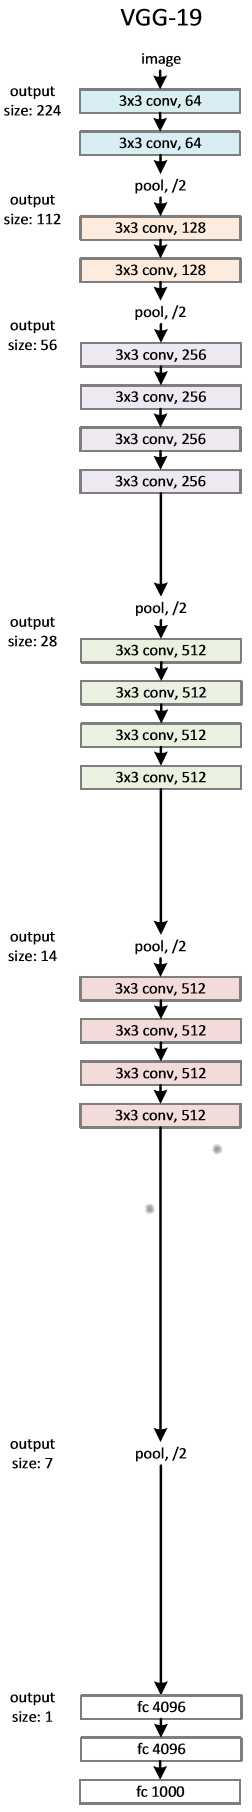 VGG-19
image
output
size: 224
3x3 conv, 64
3x3 conv, 64
pool, /2
output
size: 112
3x3 conv, 128
3x3 conv, 128
pool, /2
output
size: 56
3x3 conv, 256
3x3 conv, 256
3x3 conv, 256
3x3 conv, 256
pool, /2
output
size: 28
3x3 conv, 512
3x3 conv, 512
3x3 conv, 512
3x3 conv, 512
pool, /2
output
size: 14
3x3 conv, 512
3x3 conv, 512
3x3 conv, 512
3x3 conv, 512
output
size: 7
pool, /2
output
size: 1
fc 4096
fc 4096
fc 1000